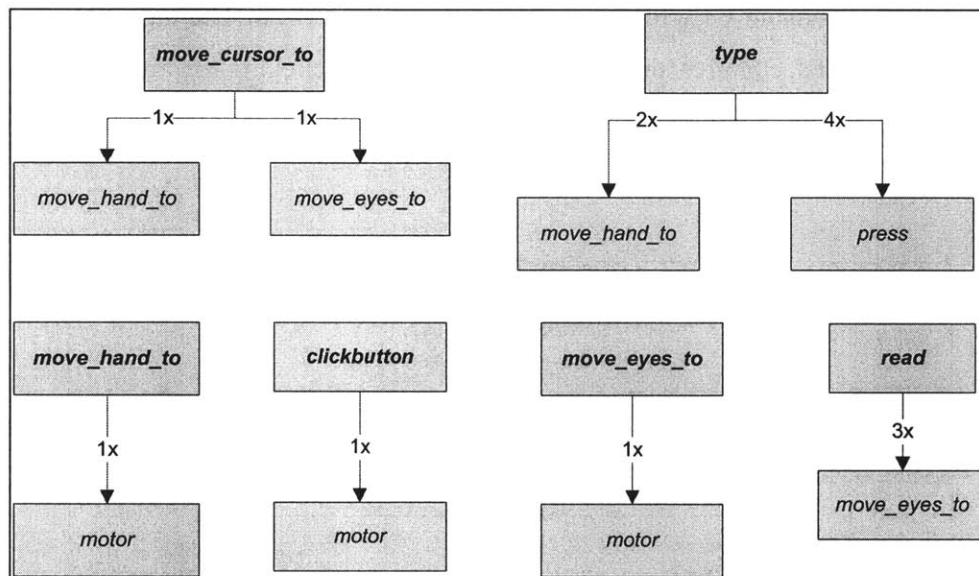 move_cursor_to
type
1x
1x
2x
4x
move_hand_to
move_eyes_to
move_hand_to
press
move_hand_to
clickbutton
move_eyes_to
read
1x
1x
1x
3x
motor
motor
motor
move_eyes_to